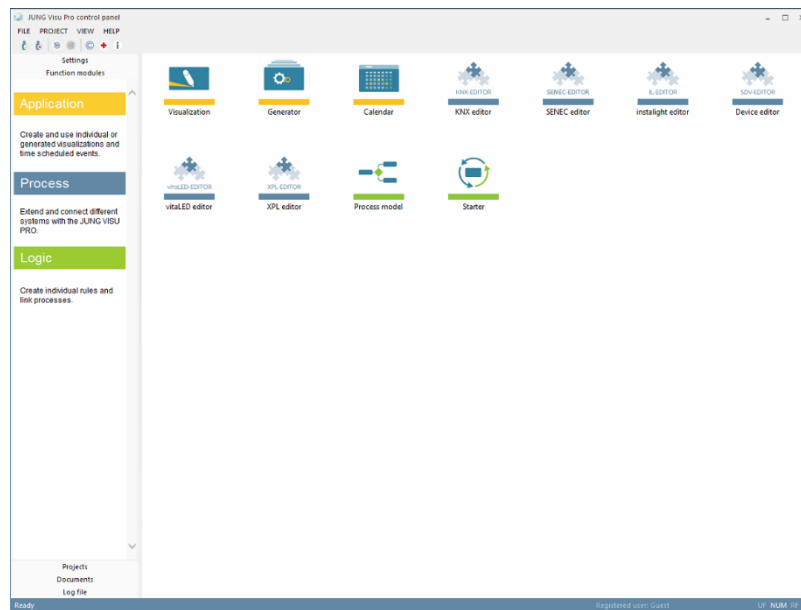 JUNG Visu Pro control panel
FILE PROJECT VIEW HELP
Settings
Function modules
Application
Create and use individual or
generated visualizations and
time scheduled events.
Process
Extend and connect different
systems with the JUNG VISU
PRO.
Logic
Create individual rules and
link processes.
Projects
Documents
Log file
Visualization
Generator
Calendar
KNX-EDITOR
KNX editor
SENEC-EDITOR
SENEC editor
IL-EDITOR
instalight editor
SDV-EDITOR
Device editor
vitaLED-EDITOR
vitaLED editor
XPL-EDITOR
XPL editor
Process model
Starter
Ready
Registered user: Guest
UF NUM RF